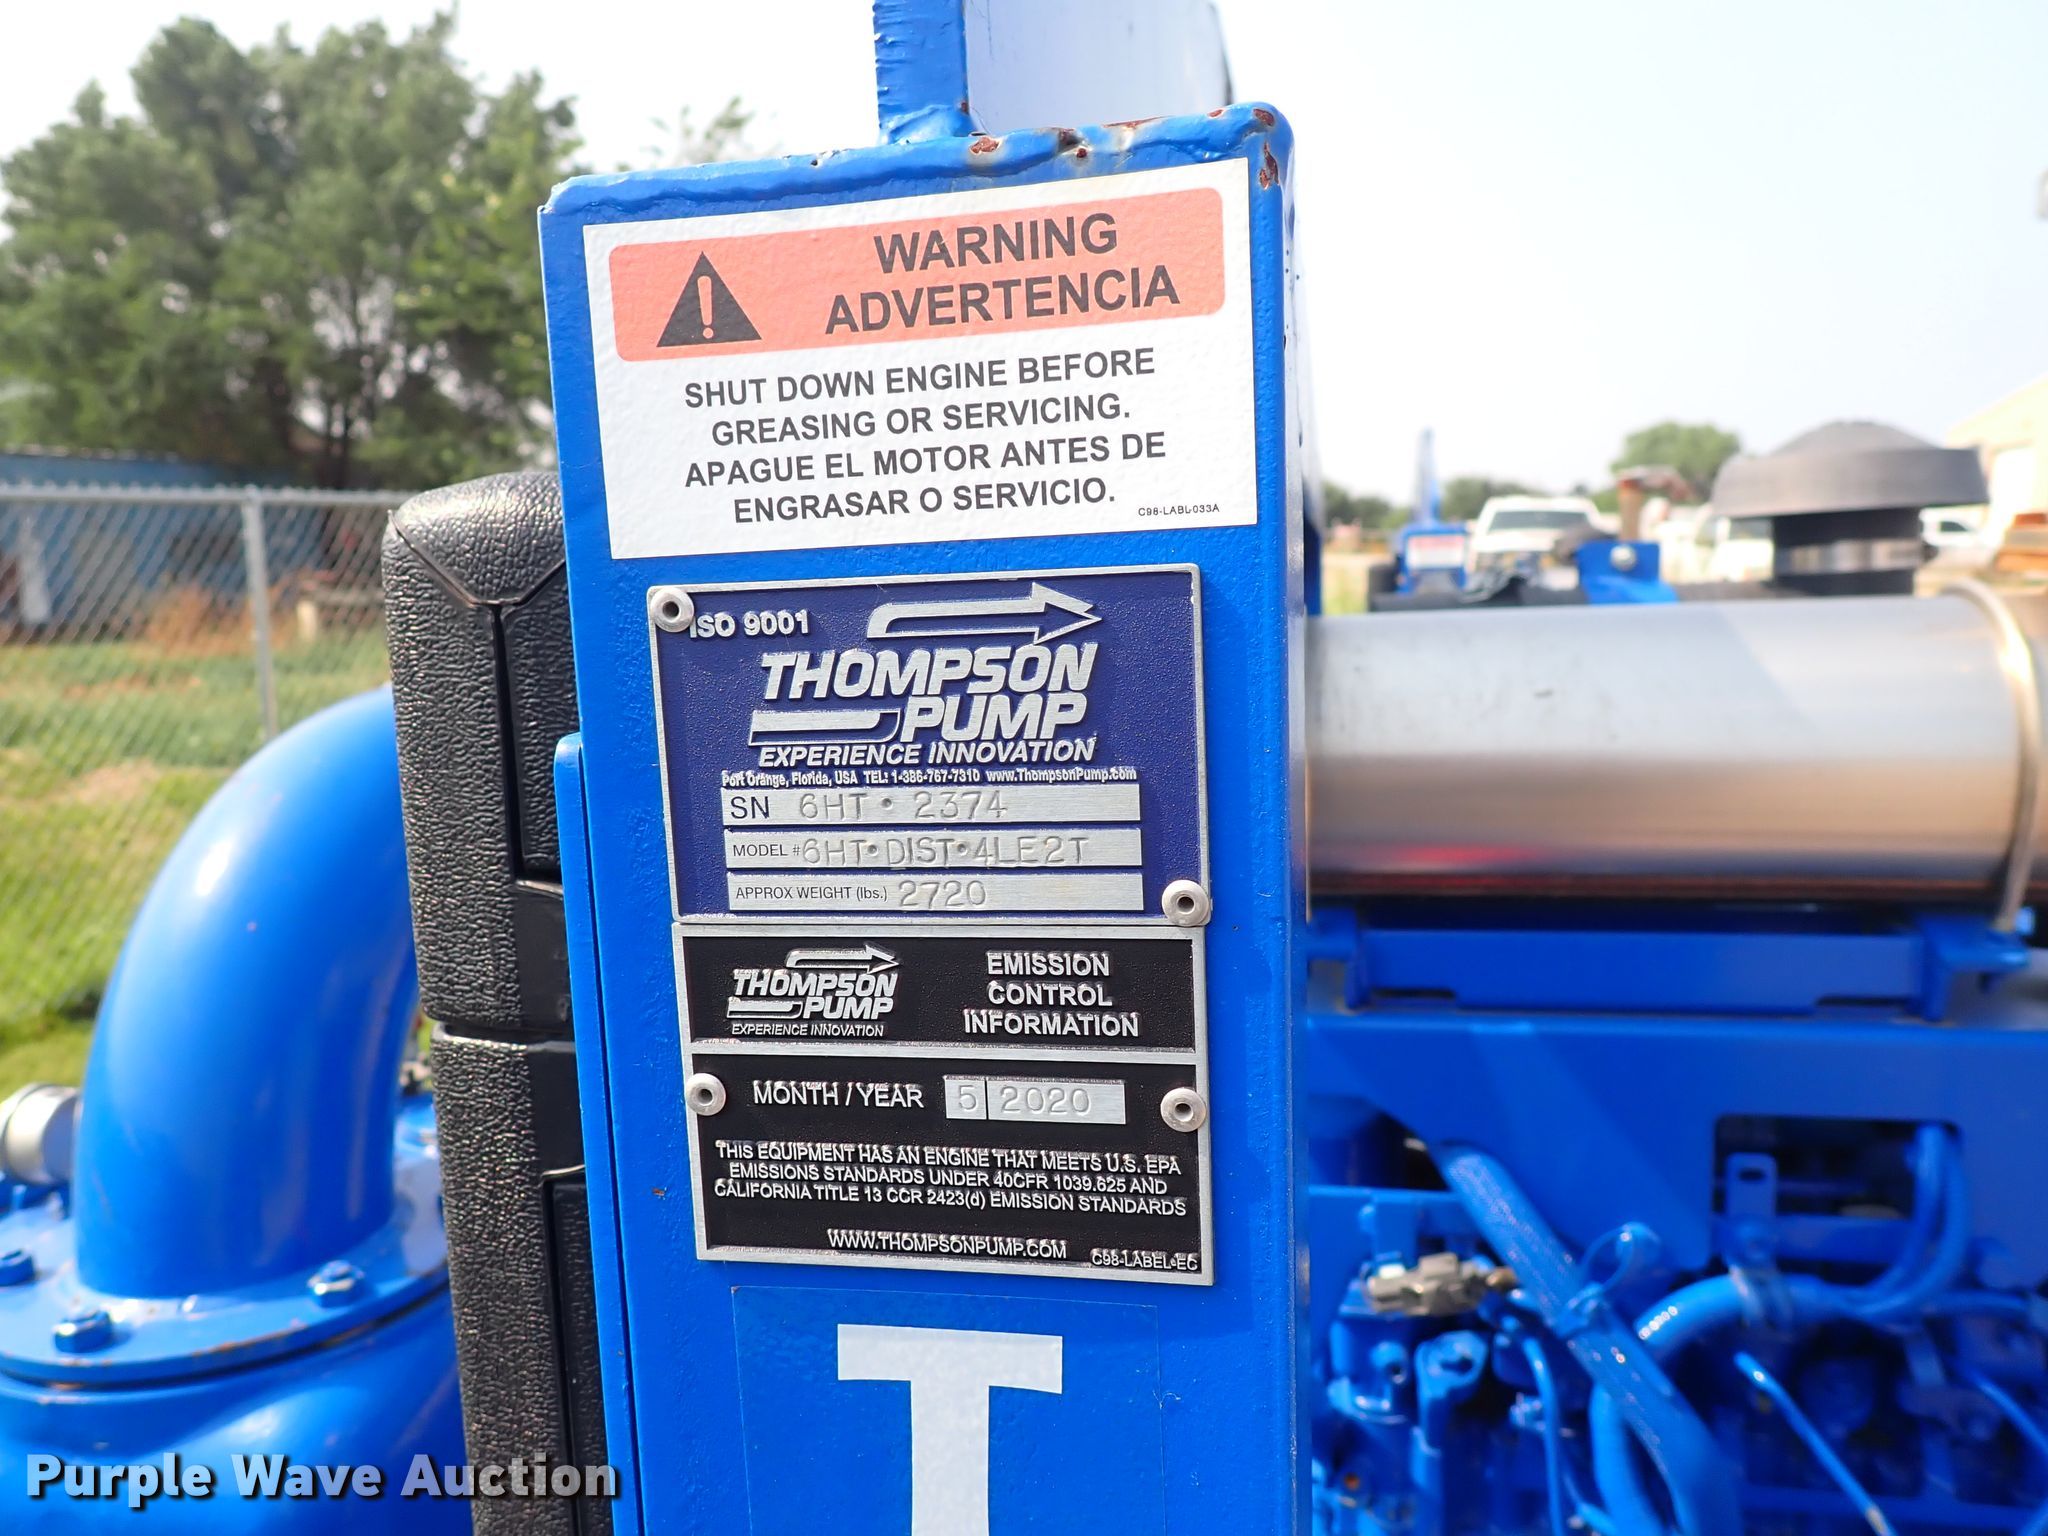 WARNING
ADVERTENCIA
SHUT DOWN ENGINE BEFORE
GREASING OR SERVICING.
APAGUE EL MOTOR ANTES DE
ENGRASAR O SERVICIO.
C98-LABL-033A
ISO 9001
THOMPSON
PUMP
EXPERIENCE INNOVATION
Port Orange, Florida, USA TEL: 1-386-767-7310 www.ThompsonPump.com
SN 6HT·2374
MODEL # 6HT·DIST·4LE2T
APPROX WEIGHT (lbs.) 2720
THOMPSON
PUMP
EXPERIENCE INNOVATION
EMISSION
CONTROL
INFORMATION
MONTH / YEAR 5 2020
THIS EQUIPMENT HAS AN ENGINE THAT MEETS U.S. EPA
EMISSIONS STANDARDS UNDER 40CFR 1039.625 AND
CALIFORNIA TITLE 13 CCR 2423(d) EMISSION STANDARDS
WWW.THOMPSONPUMP.COM
C98-LABEL-EC
T
Purple Wave Auction